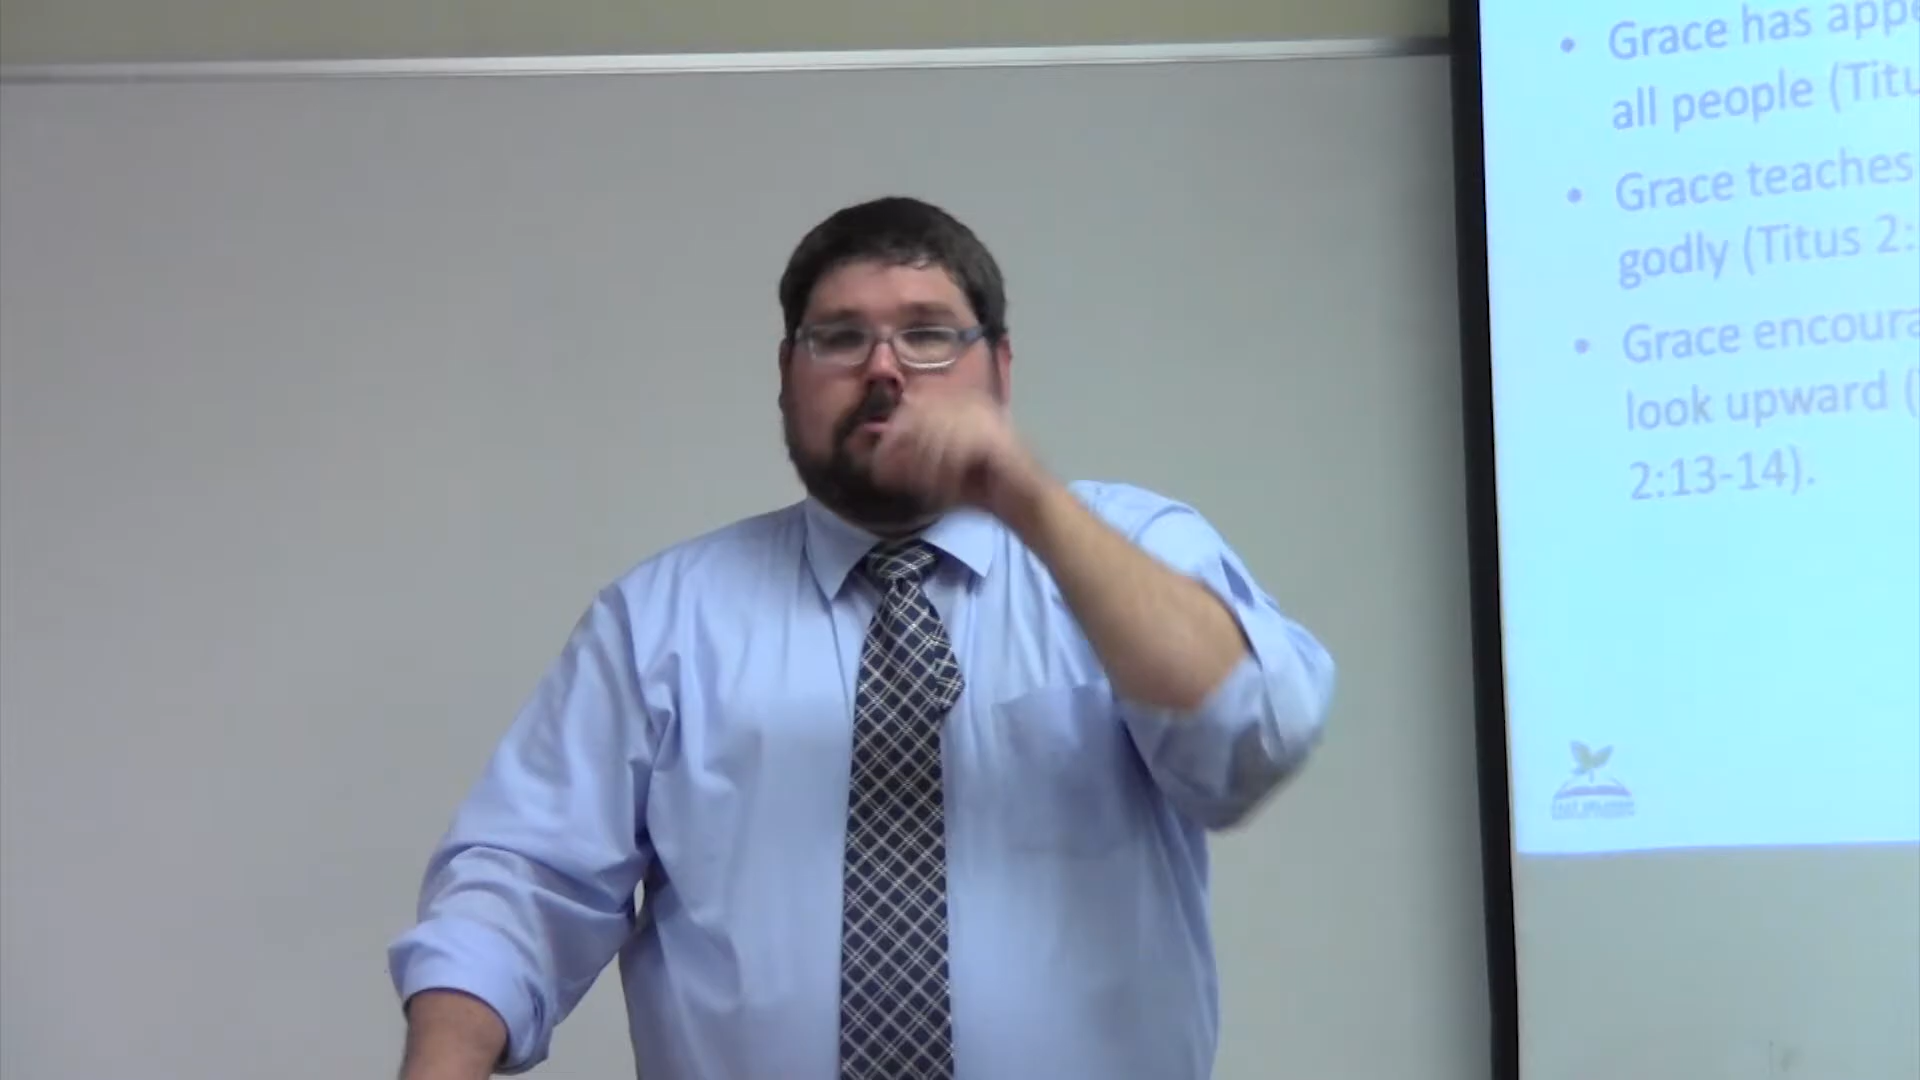 • Grace has appe
all people (Titu
• Grace teaches
godly (Titus 2:
• Grace encoura
look upward (
2:13-14).